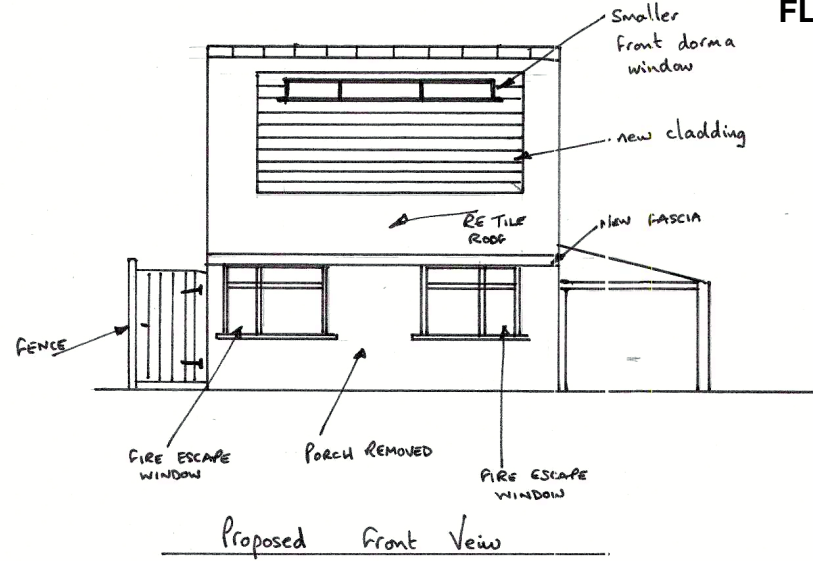 FL
Smaller
front dorma
window
new cladding
RE TILE
ROOF
NEW FASCIA
FENCE
FIRE ESCAPE
WINDOW
PORCH REMOVED
FIRE ESCAPE
WINDOW
Proposed Front Veiw